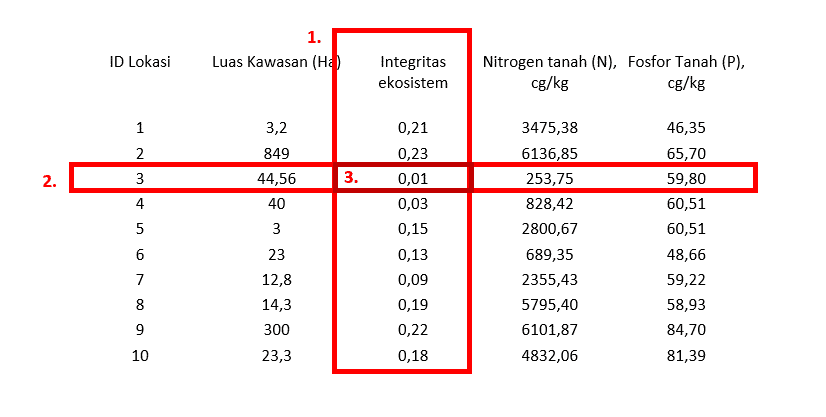 1.
ID Lokasi Luas Kawasan (Ha) Integritas Nitrogen tanah (N), Fosfor Tanah (P),
ekosistem cg/kg cg/kg
1 3,2 0,21 3475,38 46,35
2 849 0,23 6136,85 65,70
2. 3 44,56 3. 0,01 253,75 59,80
4 40 0,03 828,42 60,51
5 3 0,15 2800,67 60,51
6 23 0,13 689,35 48,66
7 12,8 0,09 2355,43 59,22
8 14,3 0,19 5795,40 58,93
9 300 0,22 6101,87 84,70
10 23,3 0,18 4832,06 81,39